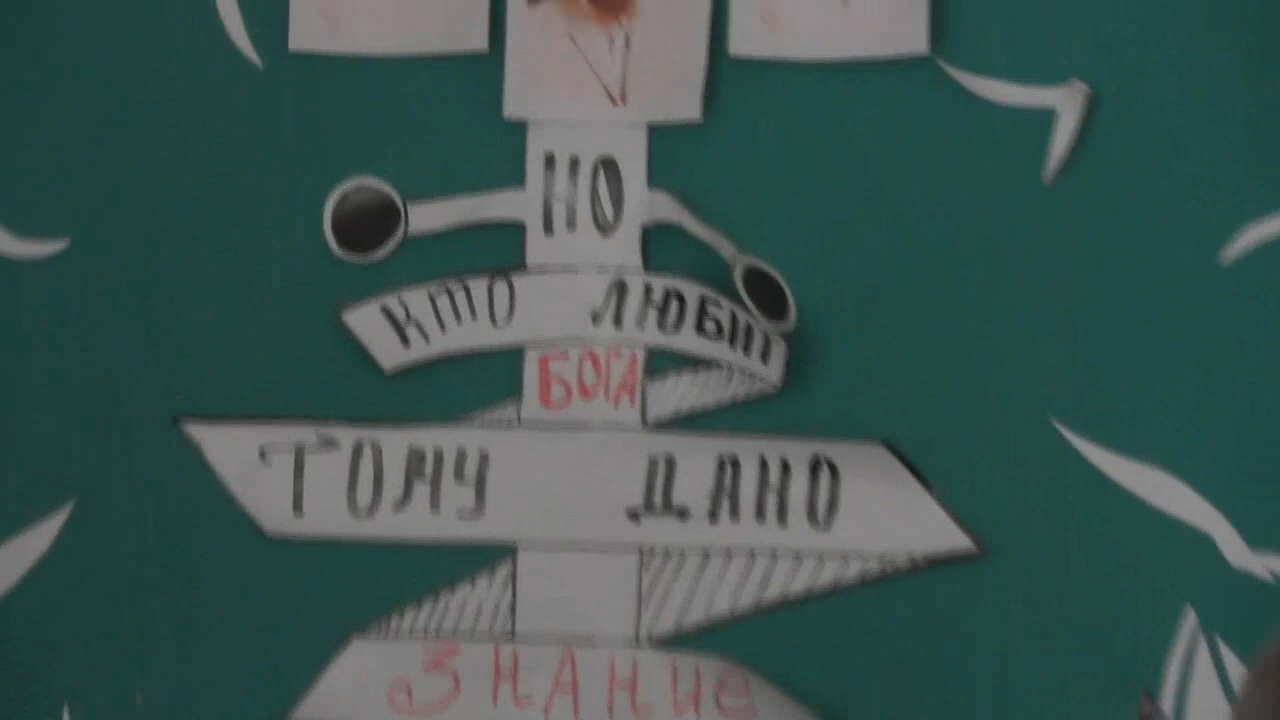 НО
КТО ЛЮБИТ
БОГА
ТОМУ ДАНО
ЗНАНИЕ